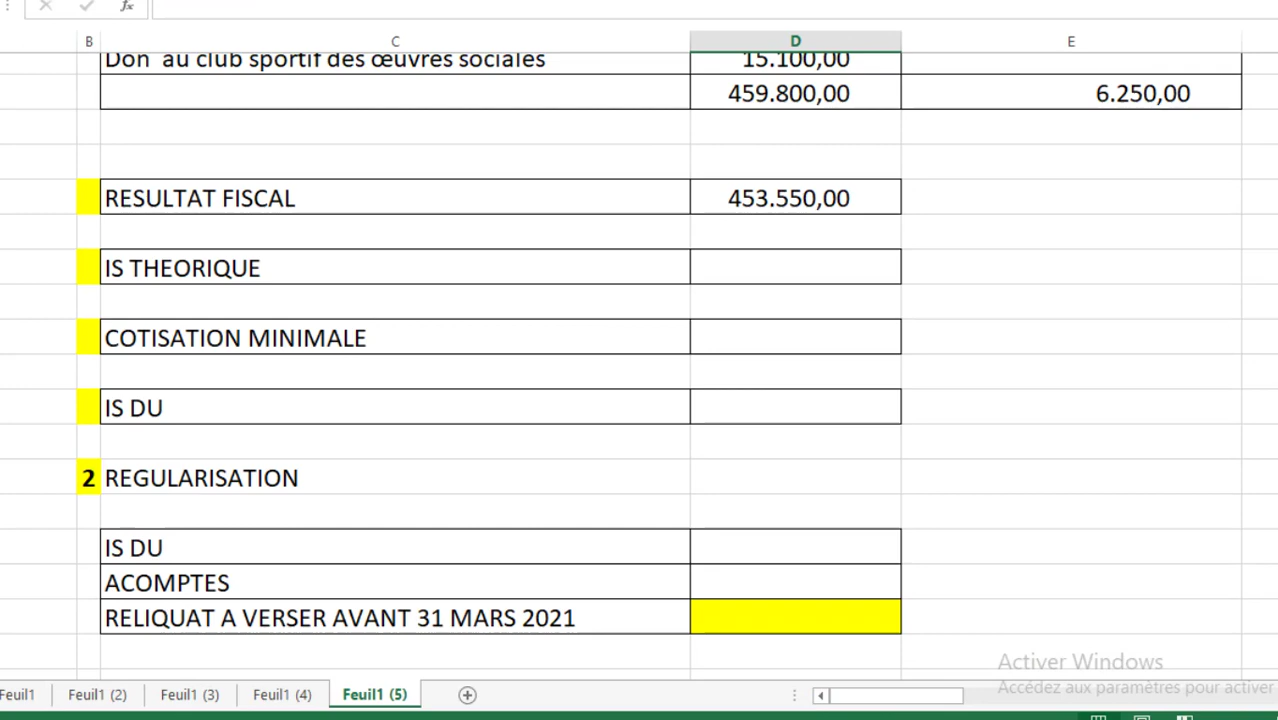 fx
B C D E
Don au club sportif des œuvres sociales 15.100,00
459.800,00 6.250,00
RESULTAT FISCAL 453.550,00
IS THEORIQUE
COTISATION MINIMALE
IS DU
2 REGULARISATION
IS DU
ACOMPTES
RELIQUAT A VERSER AVANT 31 MARS 2021
Activer Windows
Accédez aux paramètres pour activer
Feuil1 Feuil1 (2) Feuil1 (3) Feuil1 (4) Feuil1 (5)